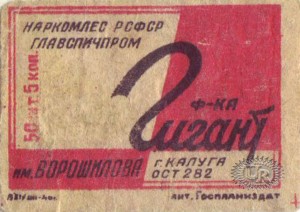 НАРКОМЛЕС РСФСР
ГЛАВСПИЧПРОМ
50 шт. 5 коп.
Ф-КА
Гигант
им. ВОРОШИЛОВА
г. КАЛУГА
ОСТ 282
лит. Госпланиздат